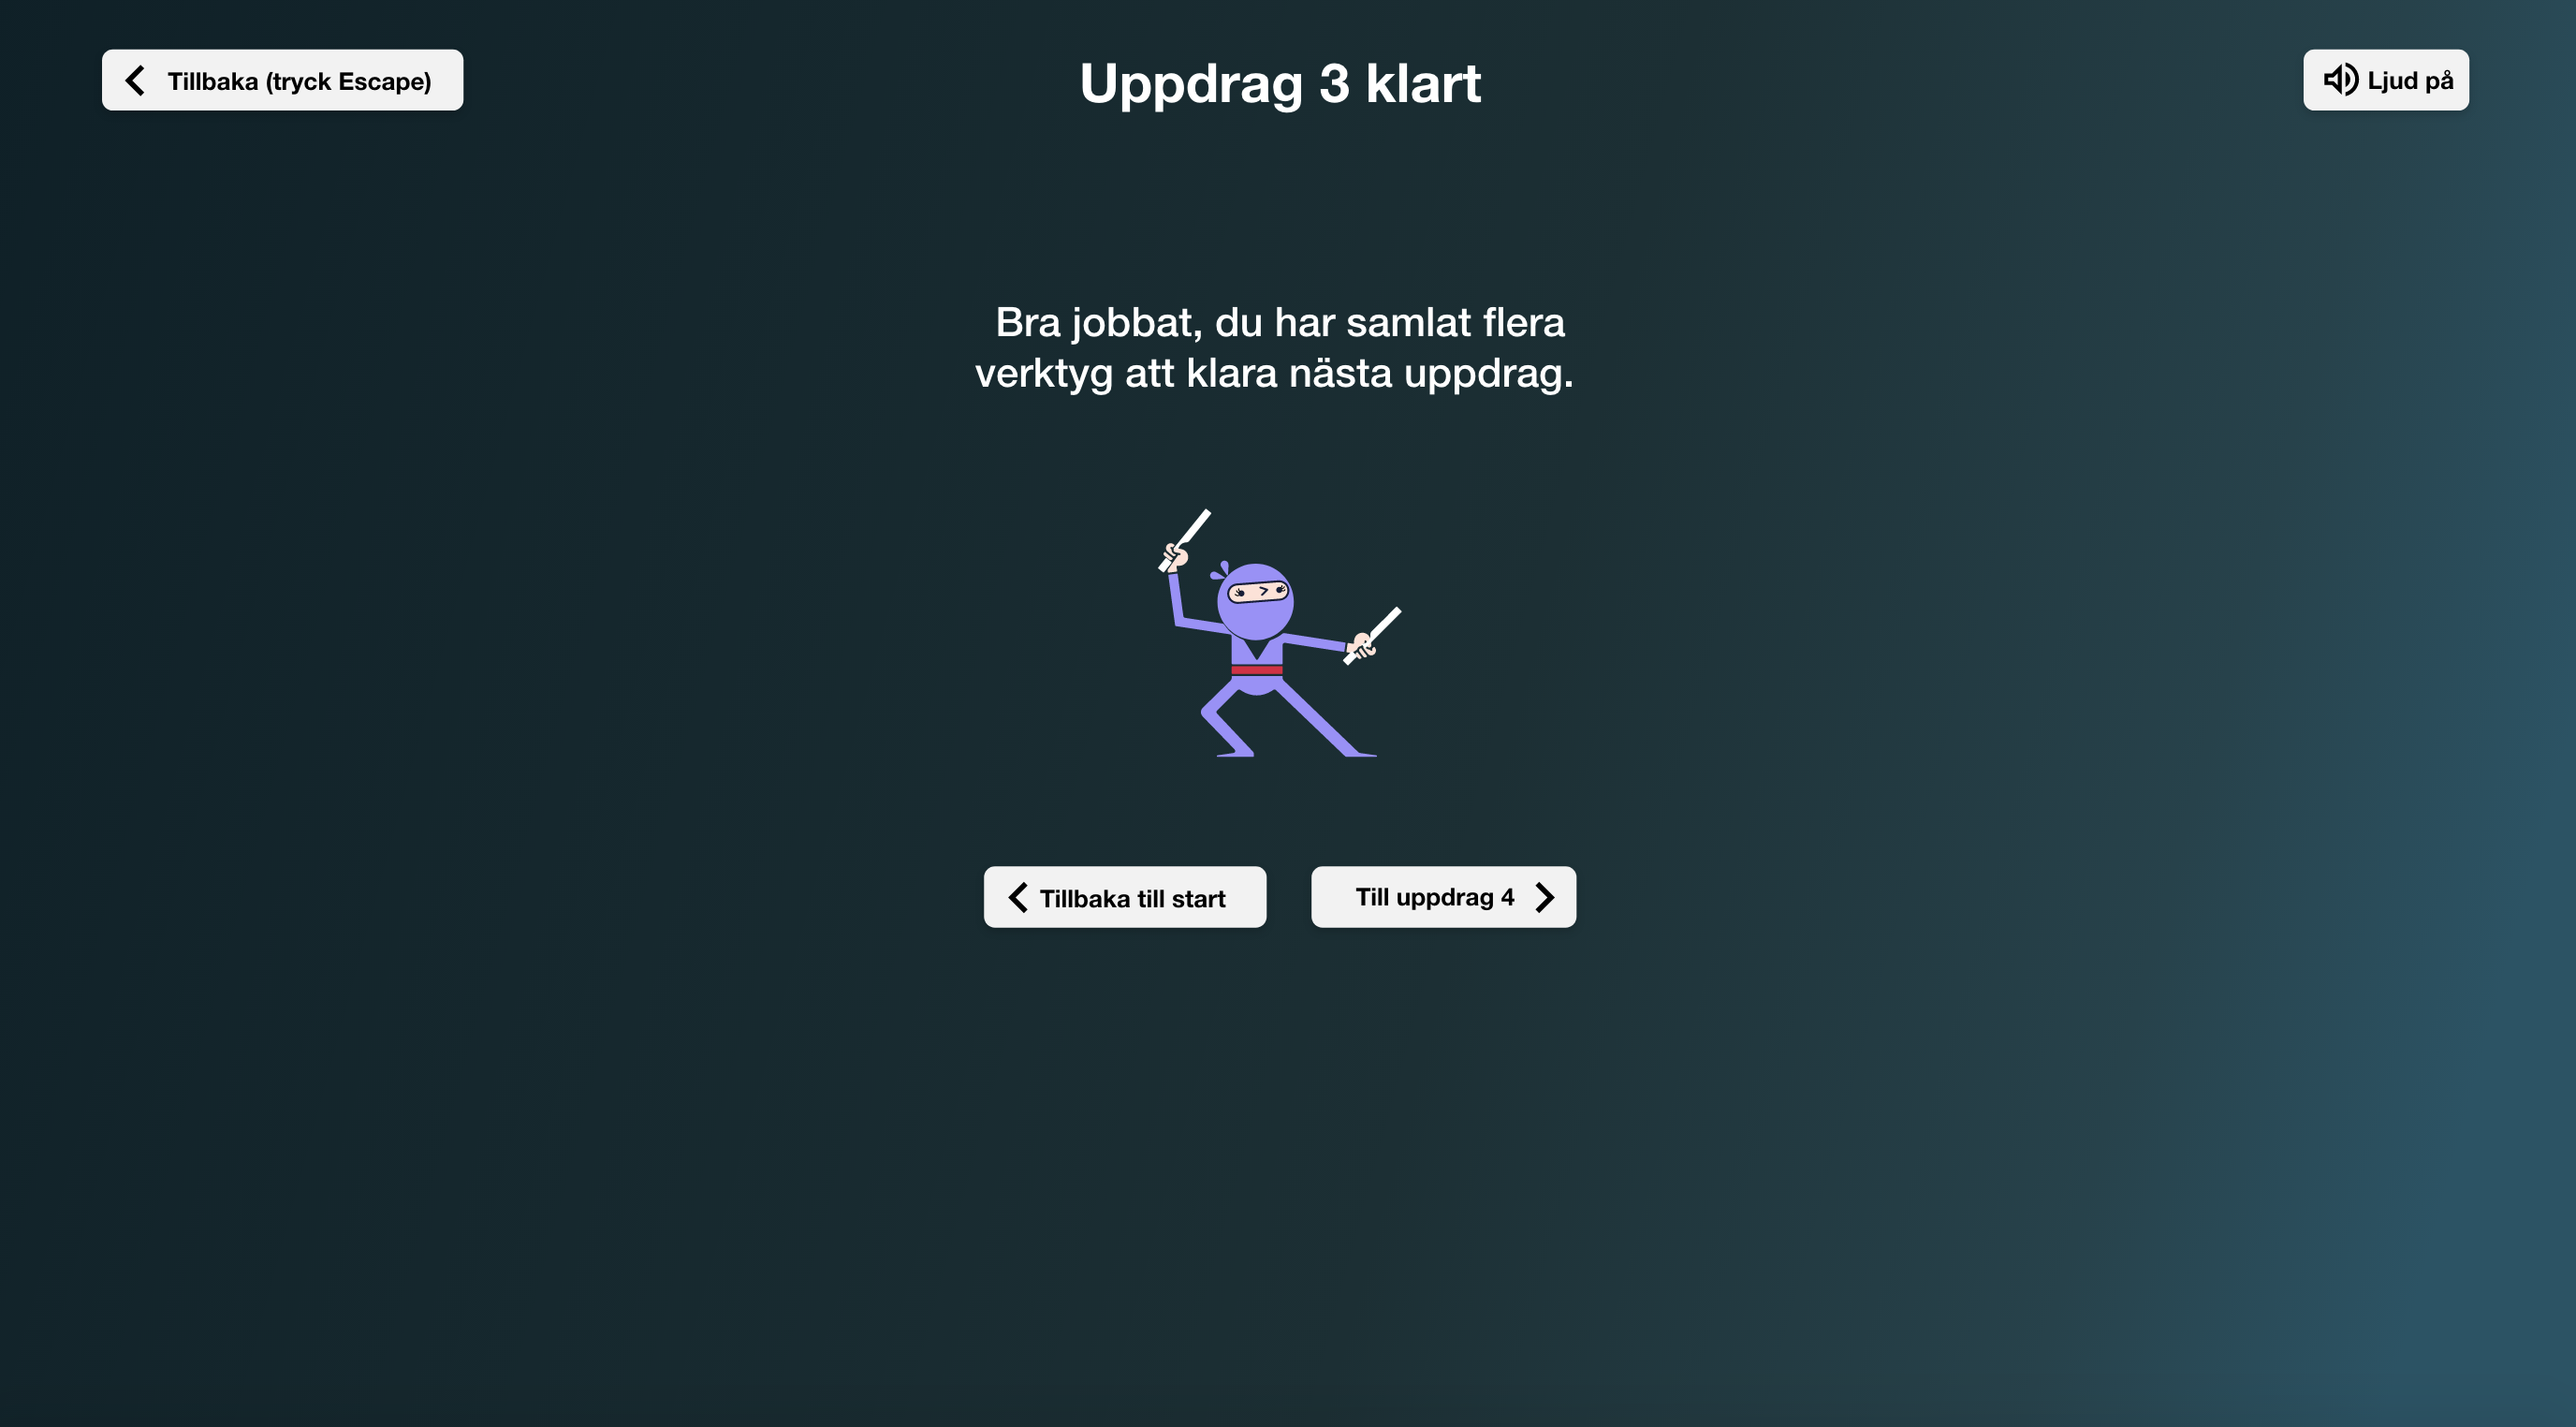 Tillbaka (tryck Escape)
Uppdrag 3 klart
Ljud på
Bra jobbat, du har samlat flera
verktyg att klara nästa uppdrag.
Tillbaka till start
Till uppdrag 4